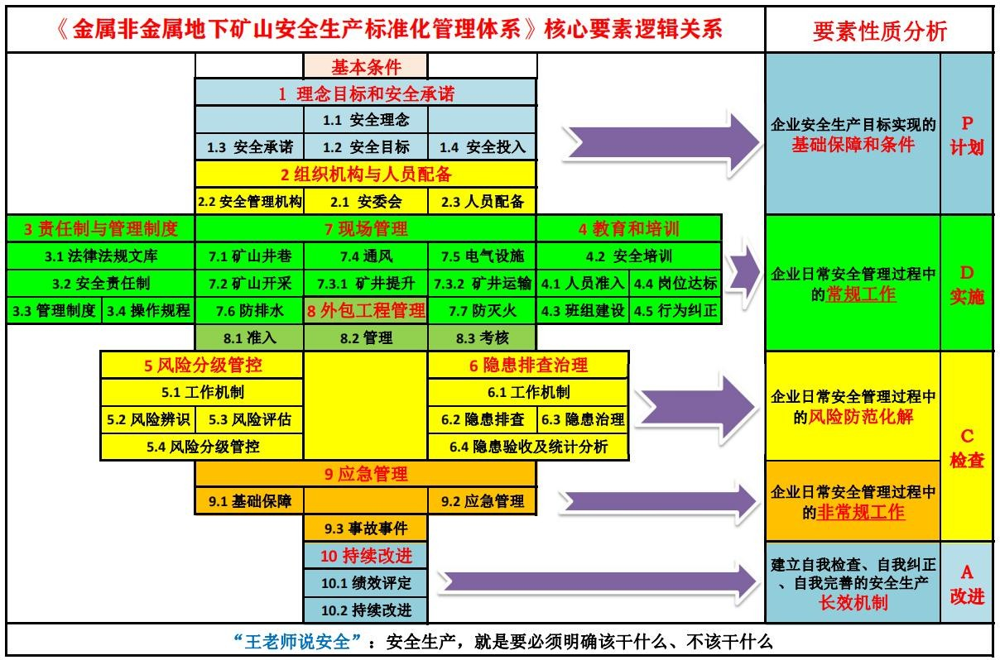 《金属非金属地下矿山安全生产标准化管理体系》核心要素逻辑关系
要素性质分析
基本条件
1 理念目标和安全承诺
1.1 安全理念
1.3 安全承诺
1.2 安全目标
1.4 安全投入
2 组织机构与人员配备
2.2 安全管理机构
2.1 安委会
2.3 人员配备
企业安全生产目标实现的
基础保障和条件
P
计划
3 责任制与管理制度
7 现场管理
4 教育和培训
3.1 法律法规文库
7.1 矿山井巷
7.4 通风
7.5 电气设施
4.2 安全培训
3.2 安全责任制
7.2 矿山开采
7.3.1 矿井提升
7.3.2 矿井运输
4.1 人员准入
4.4 岗位达标
3.3 管理制度
3.4 操作规程
7.6 防排水
8 外包工程管理
7.7 防灭火
4.3 班组建设
4.5 行为纠正
8.1 准入
8.2 管理
8.3 考核
企业日常安全管理过程中
的常规工作
D
实施
5 风险分级管控
6 隐患排查治理
5.1 工作机制
6.1 工作机制
5.2 风险辨识
5.3 风险评估
6.2 隐患排查
6.3 隐患治理
5.4 风险分级管控
6.4 隐患验收及统计分析
企业日常安全管理过程中
的风险防范化解
C
检查
9 应急管理
9.1 基础保障
9.2 应急管理
9.3 事故事件
企业日常安全管理过程中
的非常规工作
10 持续改进
10.1 绩效评定
10.2 持续改进
建立自我检查、自我纠正
、自我完善的安全生产
长效机制
A
改进
“王老师说安全”：安全生产，就是要必须明确该干什么、不该干什么